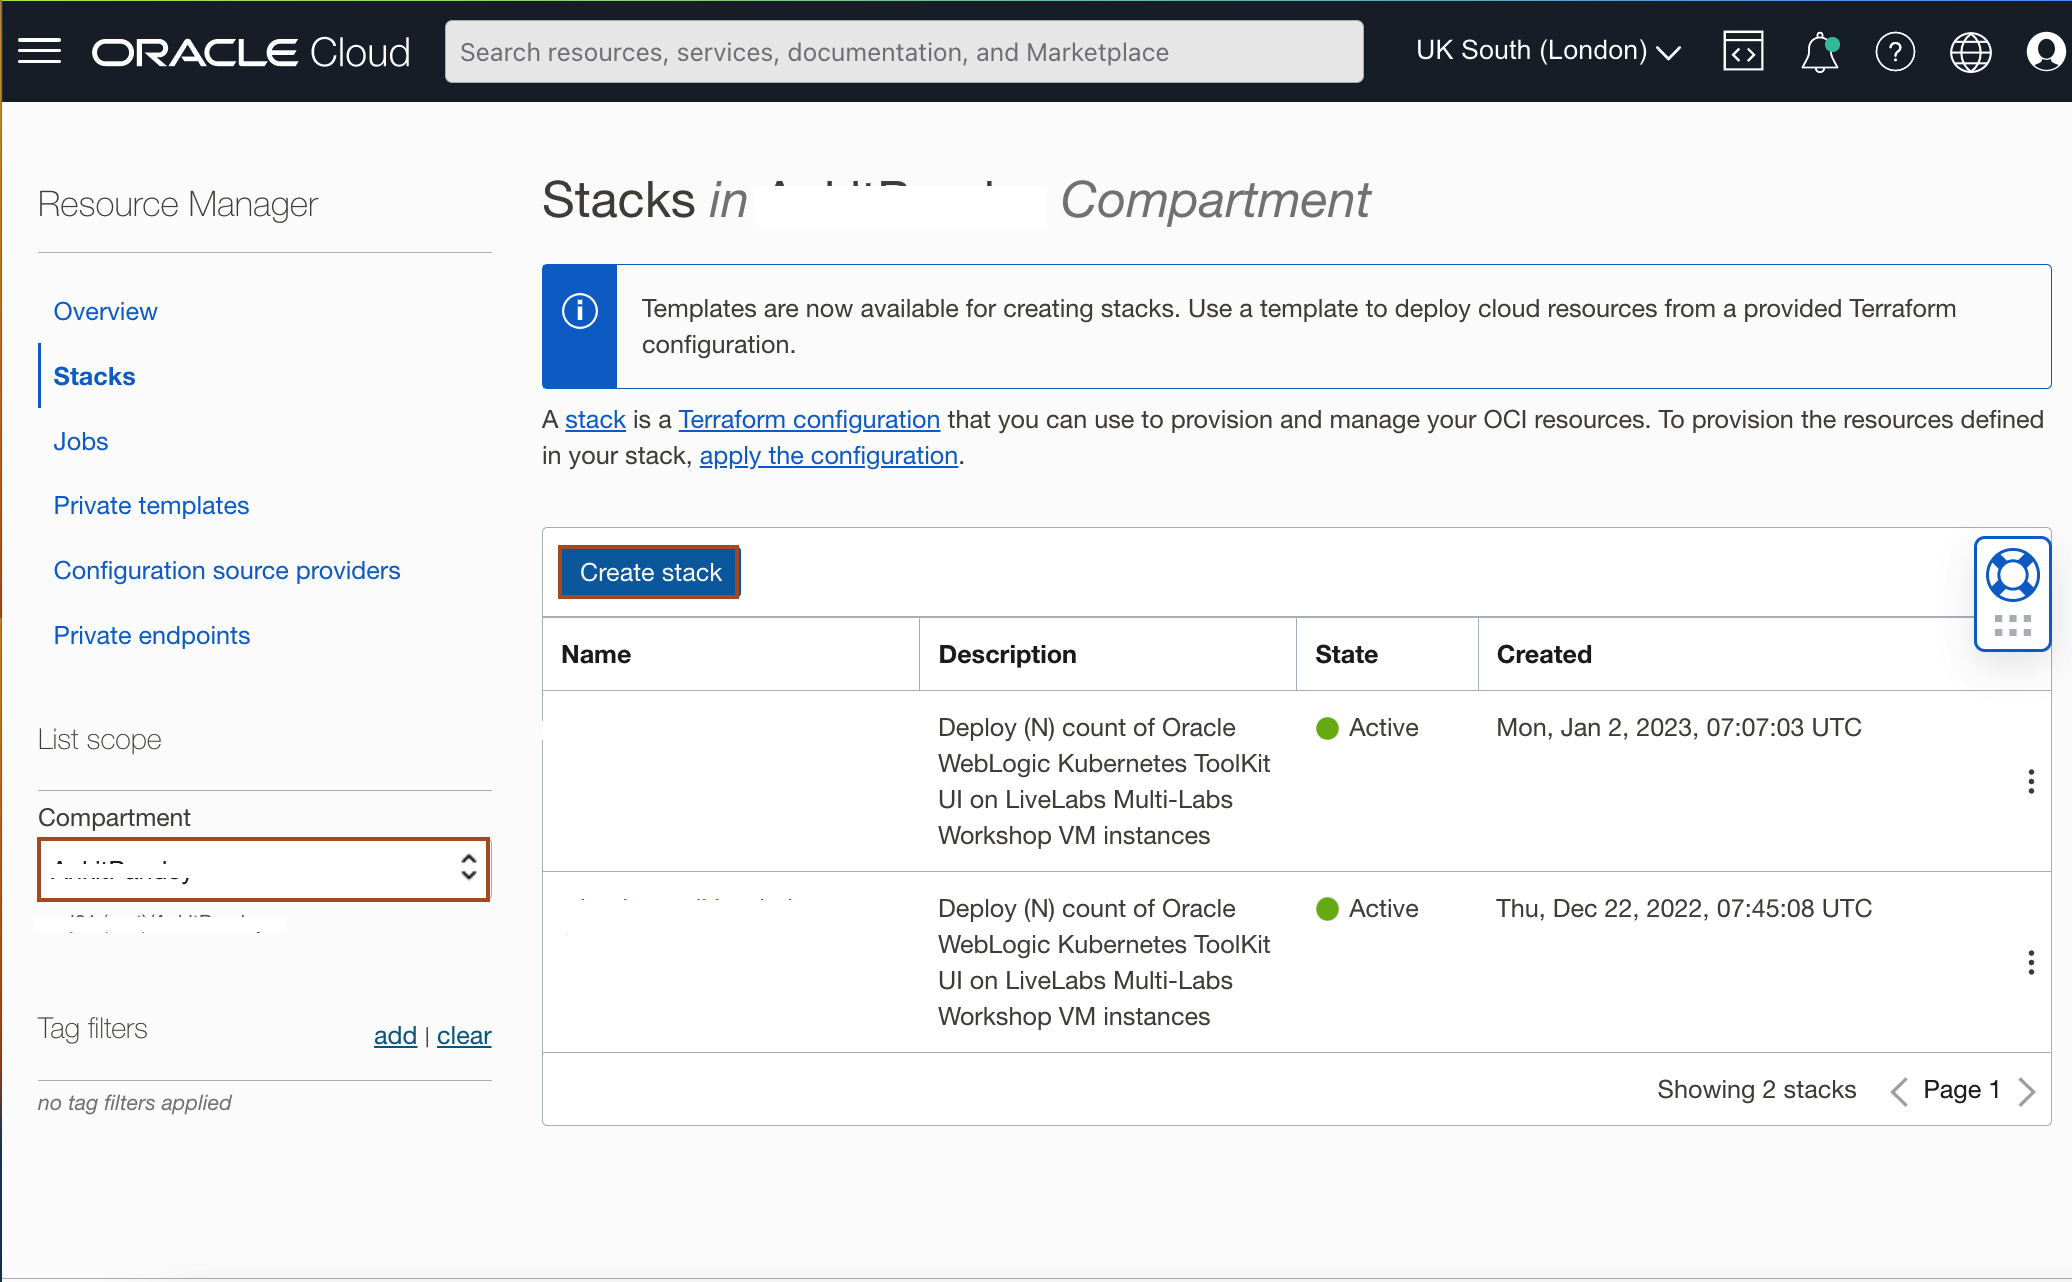 ORACLE Cloud
Search resources, services, documentation, and Marketplace
UK South (London)
Resource Manager
Overview
Stacks
Jobs
Private templates
Configuration source providers
Private endpoints
List scope
Compartment
Tag filters
add | clear
no tag filters applied
Stacks in Compartment
Templates are now available for creating stacks. Use a template to deploy cloud resources from a provided Terraform
configuration.
A stack is a Terraform configuration that you can use to provision and manage your OCI resources. To provision the resources defined
in your stack, apply the configuration.
Create stack
Name Description State Created
Deploy (N) count of Oracle Active Mon, Jan 2, 2023, 07:07:03 UTC
WebLogic Kubernetes ToolKit
UI on LiveLabs Multi-Labs
Workshop VM instances
Deploy (N) count of Oracle Active Thu, Dec 22, 2022, 07:45:08 UTC
WebLogic Kubernetes ToolKit
UI on LiveLabs Multi-Labs
Workshop VM instances
Showing 2 stacks Page 1